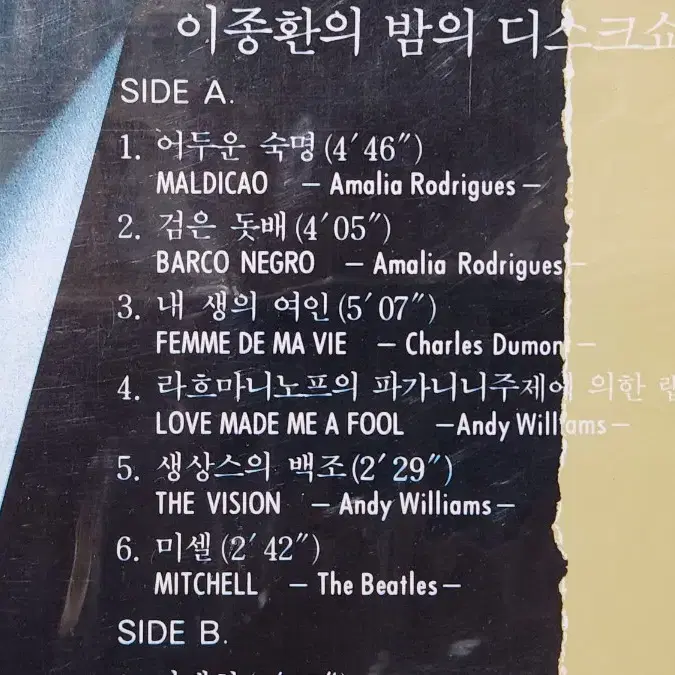 이종환의 밤의 디스크쇼
SIDE A.
1. 어두운 숙명(4′46″)
MALDICAO — Amalia Rodrigues —
2. 검은 돛배(4′05″)
BARCO NEGRO — Amalia Rodrigues —
3. 내 생의 여인(5′07″)
FEMME DE MA VIE — Charles Dumont —
4. 라흐마니노프의 파가니니주제에 의한
LOVE MADE ME A FOOL —Andy Williams—
5. 생상스의 백조(2′29″)
THE VISION — Andy Williams—
6. 미셀(2′42″)
MITCHELL — The Beatles—
SIDE B.